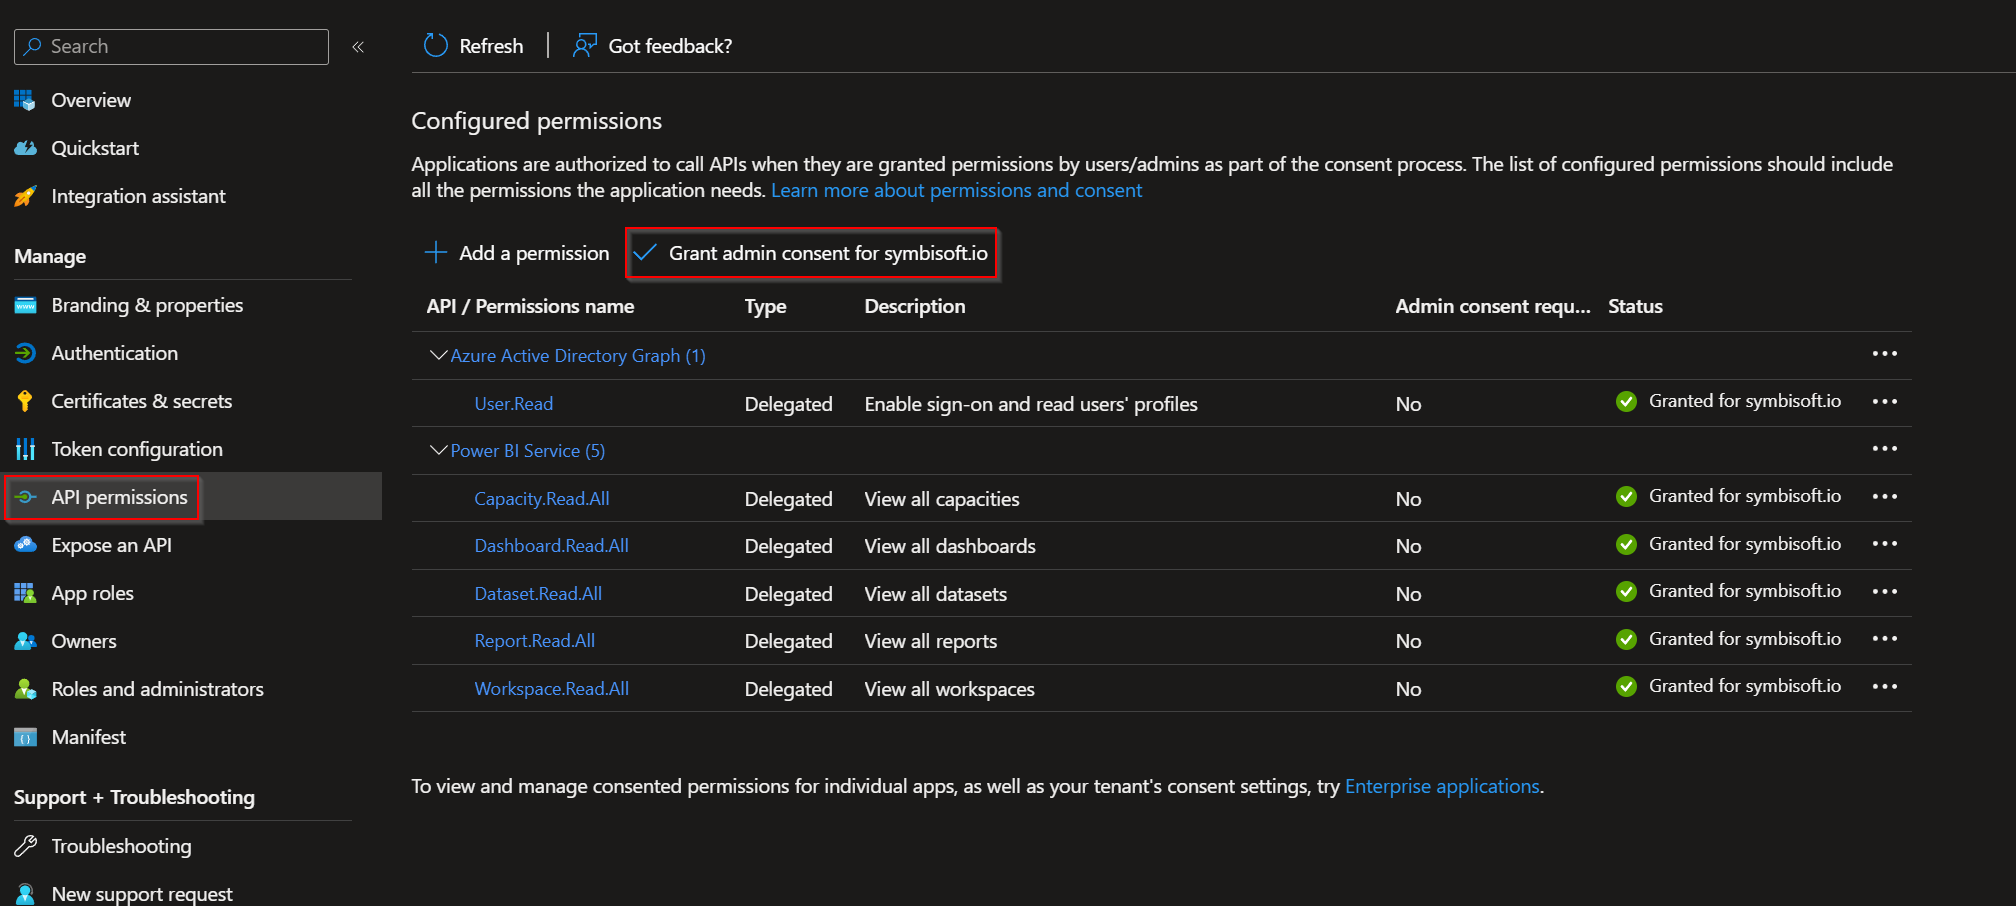 Search
«
Overview
Quickstart
Integration assistant
Manage
Branding & properties
Authentication
Certificates & secrets
Token configuration
API permissions
Expose an API
App roles
Owners
Roles and administrators
Manifest
Support + Troubleshooting
Troubleshooting
New support request
Refresh | Got feedback?
Configured permissions
Applications are authorized to call APIs when they are granted permissions by users/admins as part of the consent process. The list of configured permissions should include
all the permissions the application needs. Learn more about permissions and consent
Add a permission Grant admin consent for symbisoft.io
API / Permissions name Type Description Admin consent requ... Status
Azure Active Directory Graph (1) ...
User.Read Delegated Enable sign-on and read users' profiles No Granted for symbisoft.io ...
Power BI Service (5) ...
Capacity.Read.All Delegated View all capacities No Granted for symbisoft.io ...
Dashboard.Read.All Delegated View all dashboards No Granted for symbisoft.io ...
Dataset.Read.All Delegated View all datasets No Granted for symbisoft.io ...
Report.Read.All Delegated View all reports No Granted for symbisoft.io ...
Workspace.Read.All Delegated View all workspaces No Granted for symbisoft.io ...
To view and manage consented permissions for individual apps, as well as your tenant's consent settings, try Enterprise applications.